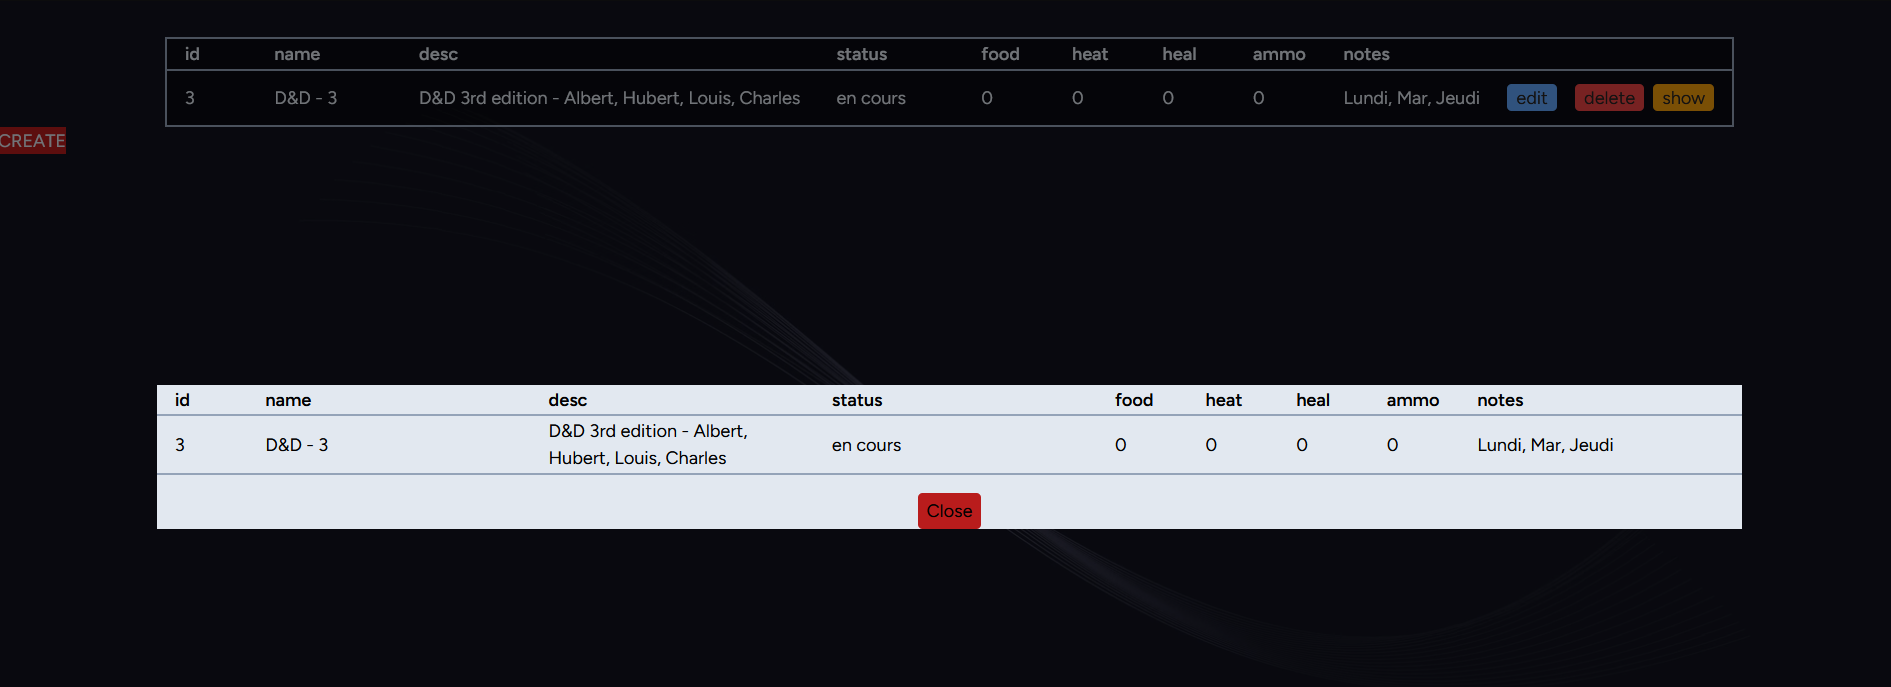 id name desc status food heat heal ammo notes
3 D&D - 3 D&D 3rd edition - Albert, Hubert, Louis, Charles en cours 0 0 0 0 Lundi, Mar, Jeudi edit delete show
CREATE
id name desc status food heat heal ammo notes
3 D&D - 3 D&D 3rd edition - Albert, en cours 0 0 0 0 Lundi, Mar, Jeudi
Hubert, Louis, Charles
Close